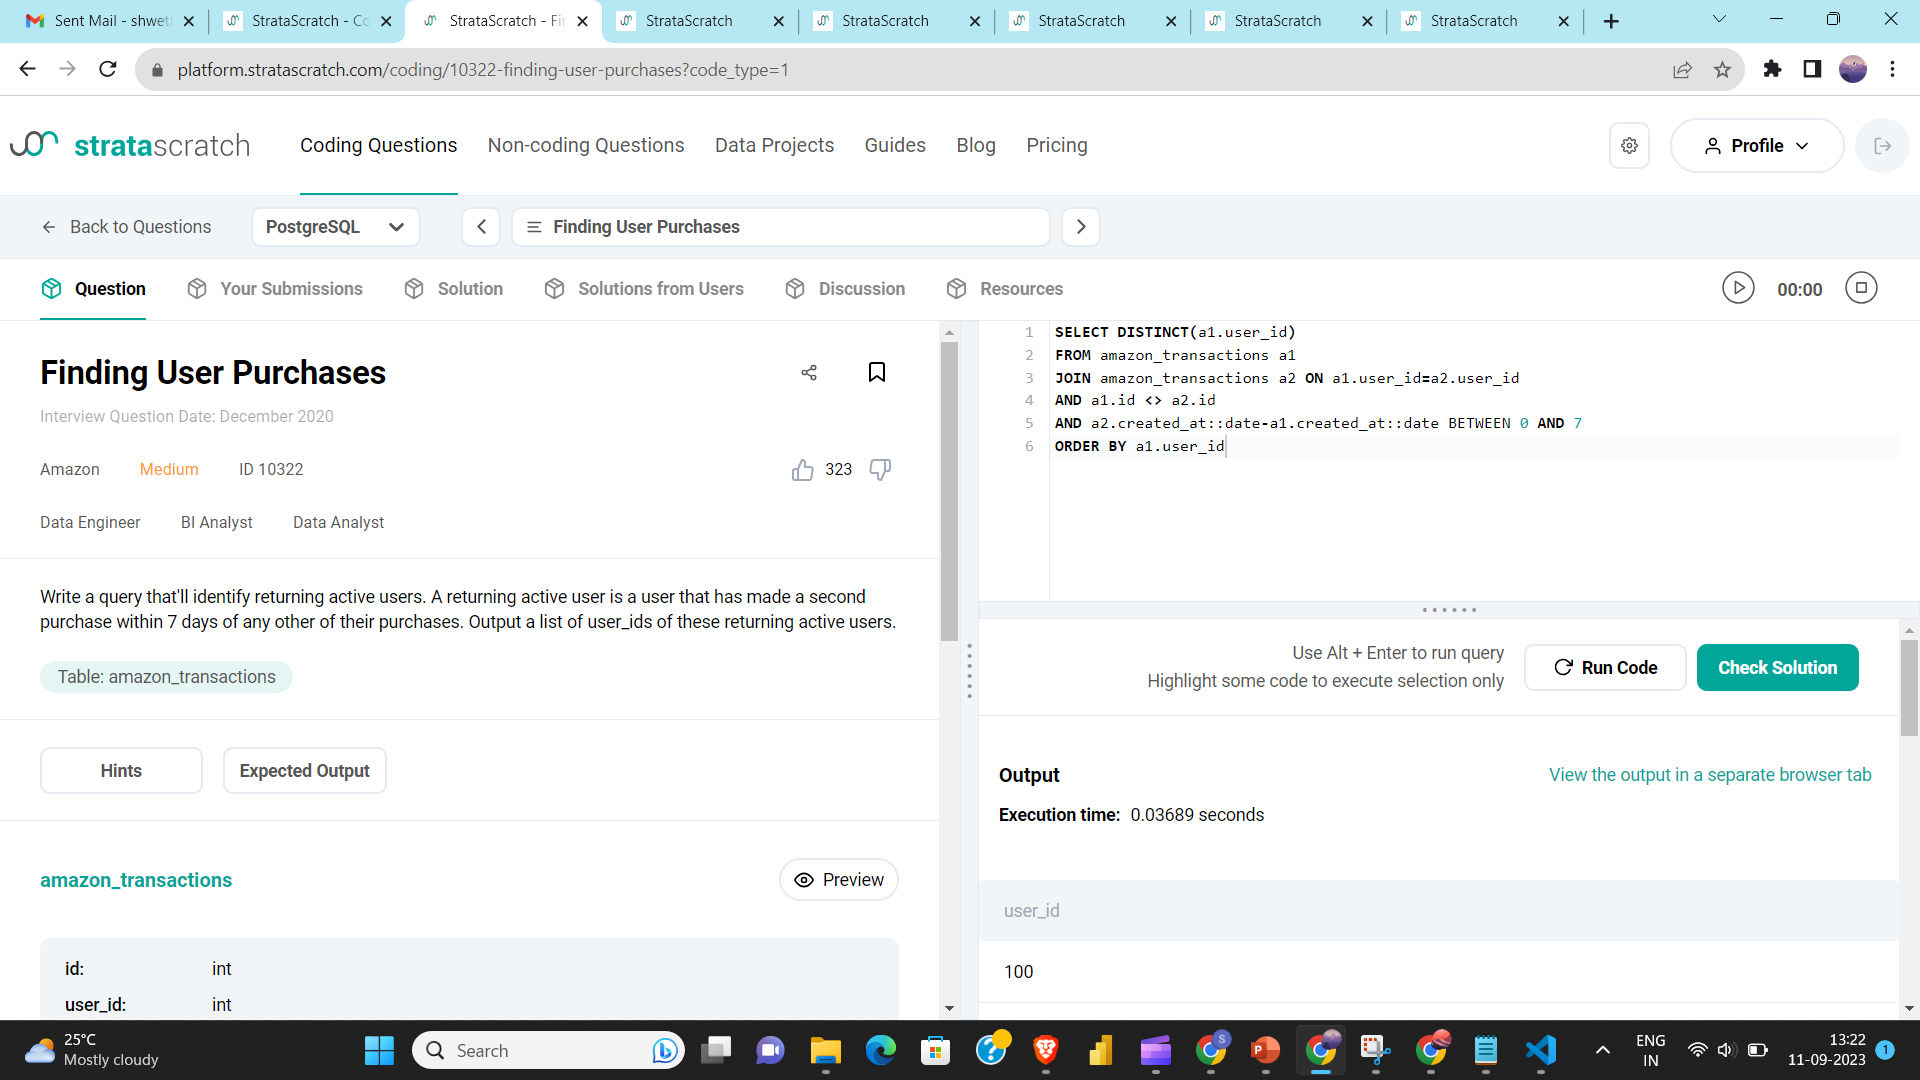 Sent Mail - shwetl
StrataScratch - Co
StrataScratch - Fin
StrataScratch
StrataScratch
StrataScratch
StrataScratch
StrataScratch
platform.stratascratch.com/coding/10322-finding-user-purchases?code_type=1
stratascratch
Coding Questions
Non-coding Questions
Data Projects
Guides
Blog
Pricing
Profile
Back to Questions
PostgreSQL
Finding User Purchases
Question
Your Submissions
Solution
Solutions from Users
Discussion
Resources
00:00
Finding User Purchases
Interview Question Date: December 2020
Amazon Medium ID 10322
323
Data Engineer BI Analyst Data Analyst
Write a query that'll identify returning active users. A returning active user is a user that has made a second
purchase within 7 days of any other of their purchases. Output a list of user_ids of these returning active users.
Table: amazon_transactions
Hints
Expected Output
amazon_transactions
Preview
id: int
user_id: int
1 SELECT DISTINCT(a1.user_id)
2 FROM amazon_transactions a1
3 JOIN amazon_transactions a2 ON a1.user_id=a2.user_id
4 AND a1.id <> a2.id
5 AND a2.created_at::date-a1.created_at::date BETWEEN 0 AND 7
6 ORDER BY a1.user_id
Use Alt + Enter to run query
Highlight some code to execute selection only
Run Code
Check Solution
Output
View the output in a separate browser tab
Execution time: 0.03689 seconds
user_id
100
25°C
Mostly cloudy
Search
ENG
IN
13:22
11-09-2023
1